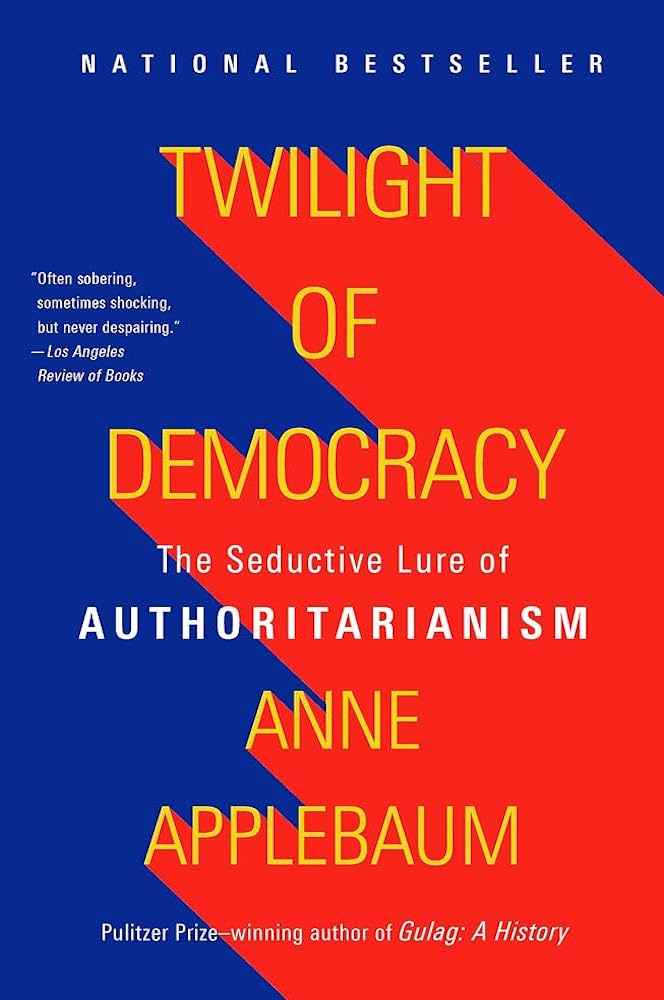 NATIONAL BESTSELLER
TWILIGHT
OF
DEMOCRACY
“Often sobering,
sometimes shocking,
but never despairing.”
—Los Angeles
Review of Books
The Seductive Lure of
AUTHORITARIANISM
ANNE
APPLEBAUM
Pulitzer Prize–winning author of Gulag: A History